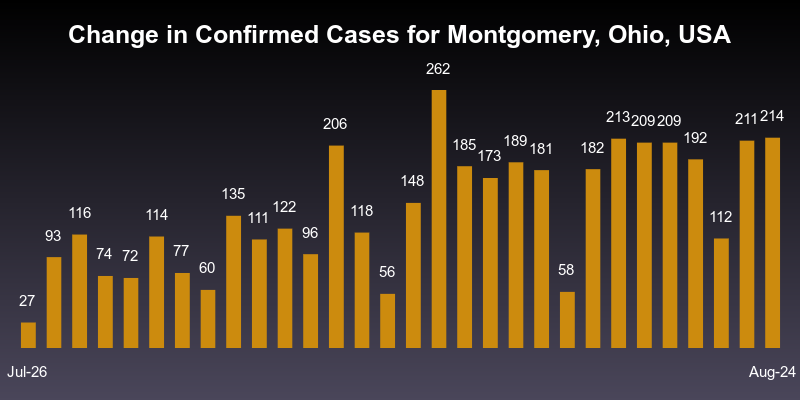 Change in Confirmed Cases for Montgomery, Ohio, USA
27 93 116 74 72 114 77 60 135 111 122 96 206 118 56 148 262 185 173 189 181 58 182 213 209 209 192 112 211 214
Jul-26 Aug-24